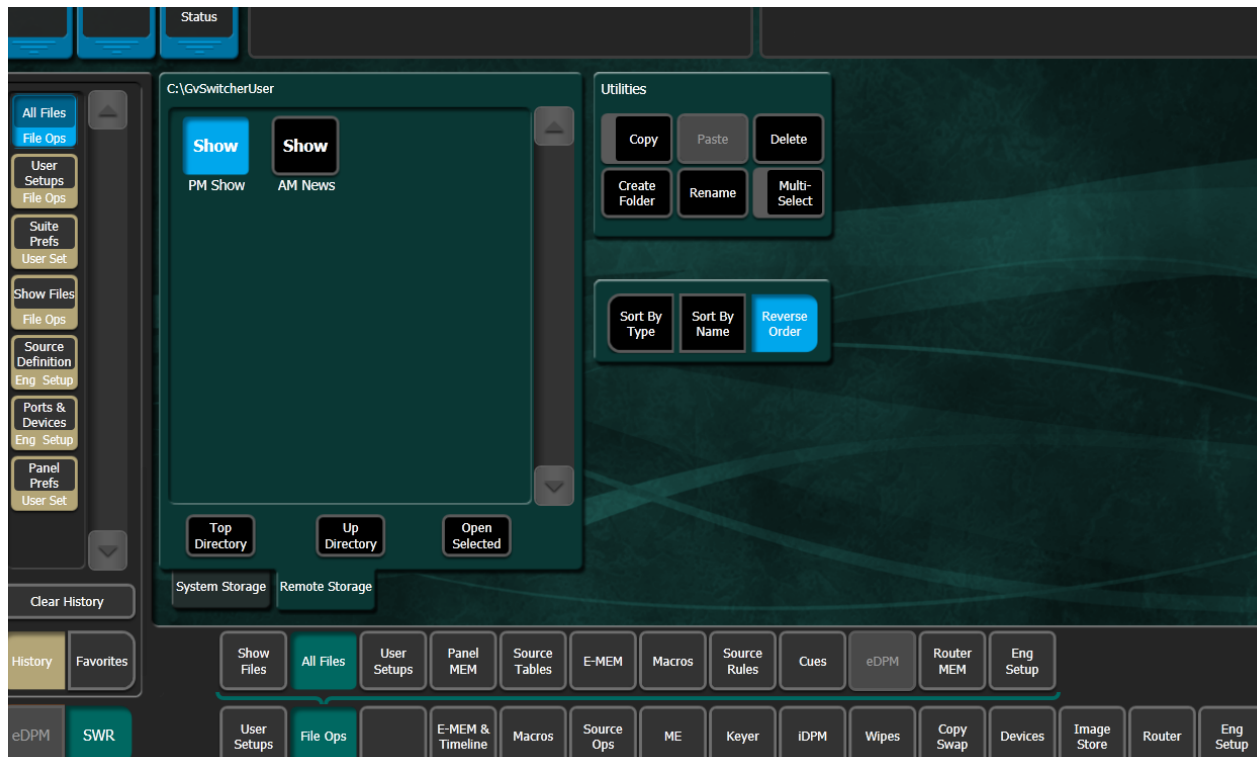 Status
All Files
File Ops
User
Setups
File Ops
Suite
Prefs
User Set
Show Files
File Ops
Source
Definition
Eng Setup
Ports &
Devices
Eng Setup
Panel
Prefs
User Set
Clear History
History
Favorites
eDPM
SWR
C:\GvSwitcherUser
Show
PM Show
Show
AM News
Top
Directory
Up
Directory
Open
Selected
System Storage
Remote Storage
Utilities
Copy
Paste
Delete
Create
Folder
Rename
Multi-
Select
Sort By
Type
Sort By
Name
Reverse
Order
Show
Files
All Files
User
Setups
Panel
MEM
Source
Tables
E-MEM
Macros
Source
Rules
Cues
eDPM
Router
MEM
Eng
Setup
User
Setups
File Ops
E-MEM &
Timeline
Macros
Source
Ops
ME
Keyer
iDPM
Wipes
Copy
Swap
Devices
Image
Store
Router
Eng
Setup